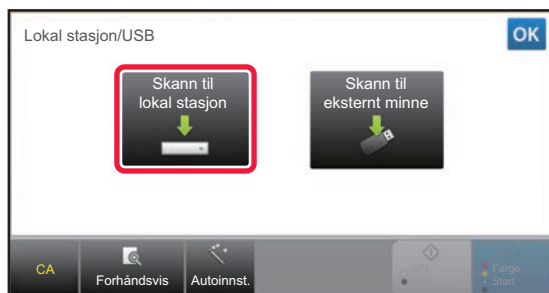 Lokal stasjon/USB
OK
Skann til
lokal stasjon
Skann til
eksternt minne
CA
Forhåndsvis
Autoinnst.
S/H
Farge
Start